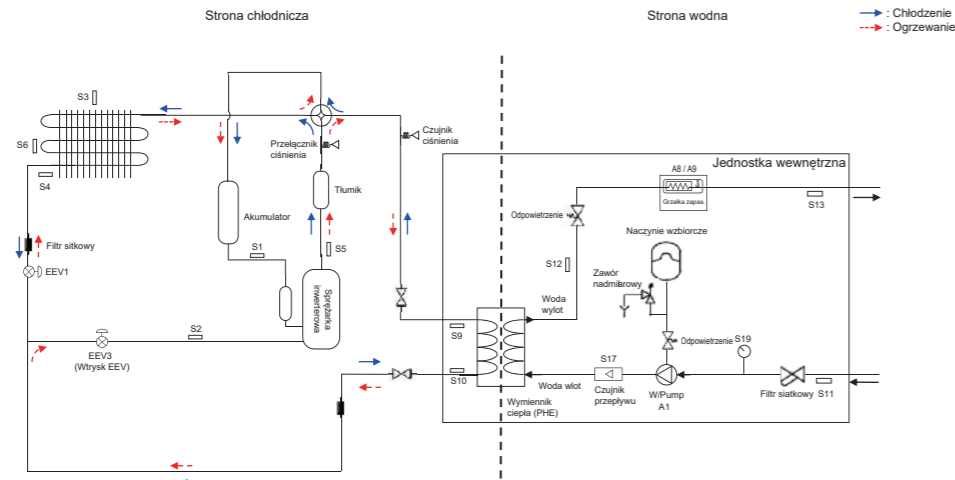 Strona chłodnicza
Strona wodna
: Chłodzenie
: Ogrzewanie
S3
S6
S4
Filtr sitkowy
EEV1
EEV3
(Wtrysk EEV)
S2
Akumulator
S1
Przełącznik
ciśnienia
Tłumik
S5
Sprężarka
inwerterowa
Czujnik
ciśnienia
Jednostka wewnętrzna
A8 / A9
Grzałka zapas.
S13
Odpowietrzenie
Naczynie wzbiorcze
S12
Zawór
nadmiarowy
Woda
wylot
Odpowietrzenie
S19
S9
S10
S17
Woda wlot
Czujnik
przepływu
W/Pump
A1
Filtr siatkowy
S11
Wymiennik
ciepła (PHE)